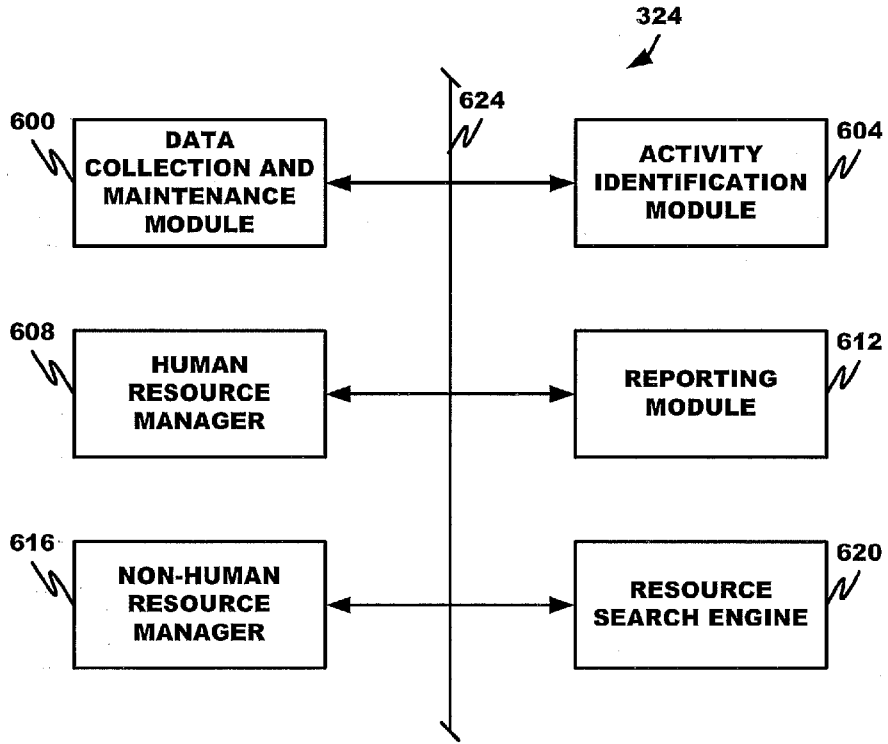 324
624
600
DATA
COLLECTION AND
MAINTENANCE
MODULE
604
ACTIVITY
IDENTIFICATION
MODULE
608
HUMAN
RESOURCE
MANAGER
612
REPORTING
MODULE
616
NON-HUMAN
RESOURCE
MANAGER
620
RESOURCE
SEARCH ENGINE